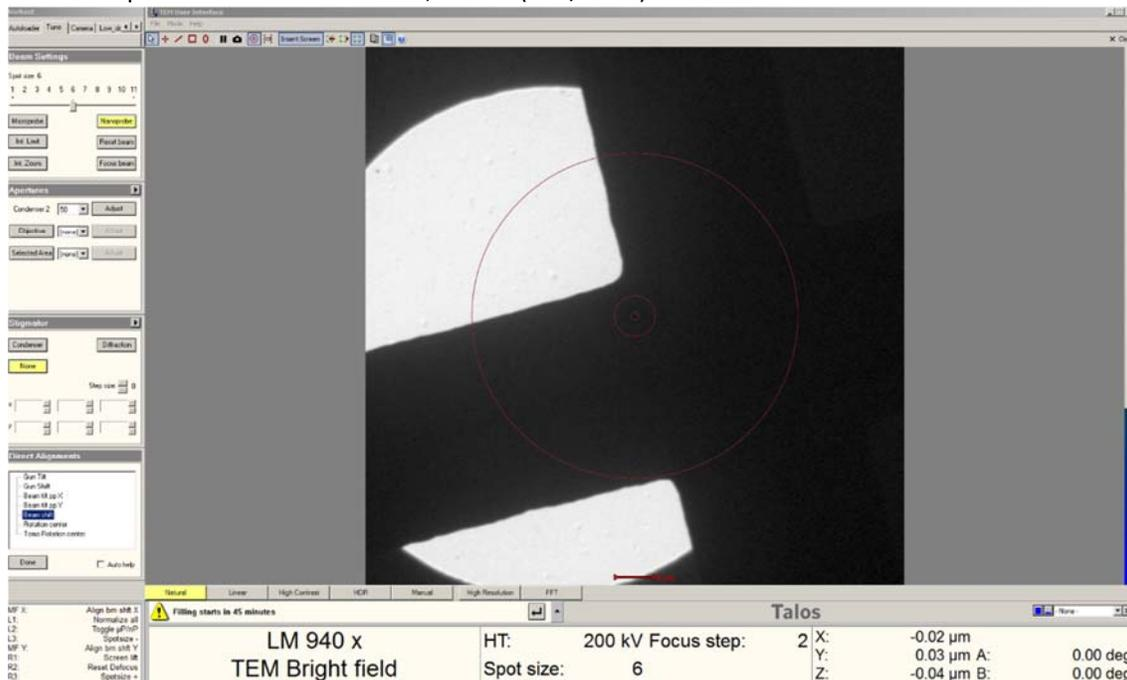 TEM User Interface
Autoloader Tune Camera
File Mode Help
Insert Screen
Beam Settings
Spot size 6
1 2 3 4 5 6 7 8 9 10 11
Microprobe Nanoprobe
Int. Limit Reset beam
Int. Zoom Focus beam
Apertures
Condenser 2 50 Adjust
Objective [none] Adjust
Selected Area [none] Adjust
Stigmator
Condenser Diffraction
None
Step size 8
Direct Alignments
Gun Tilt
Gun Shift
Beam tilt pp X
Beam tilt pp Y
Beam shift
Rotation center
Done Auto help
Natural Linear High Contrast HDR Manual High Resolution FFT
MF X: Align bm shft X
L1: Normalize all
L2: Toggle µP/nP
L3: Spotsize -
MF Y: Align bm shft Y
R1: Screen lift
R2: Reset Defocus
R3: Spotsize +
Filling starts in 45 minutes
Talos
- None -
LM 940 x
TEM Bright field
HT: 200 kV Focus step: 2
Spot size: 6
X: -0.02 µm
Y: 0.03 µm A: 0.00 deg
Z: -0.04 µm B: 0.00 deg